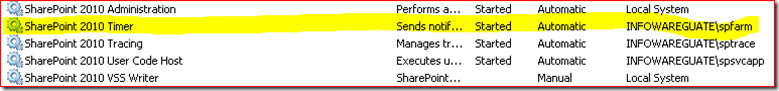 SharePoint 2010 Administration Performs a... Started Automatic Local System
SharePoint 2010 Timer Sends notif... Started Automatic INFOWAREGUATE\spfarm
SharePoint 2010 Tracing Manages tr... Started Automatic INFOWAREGUATE\sptrace
SharePoint 2010 User Code Host Executes u... Started Automatic INFOWAREGUATE\spsvcapp
SharePoint 2010 VSS Writer SharePoint... Manual Local System